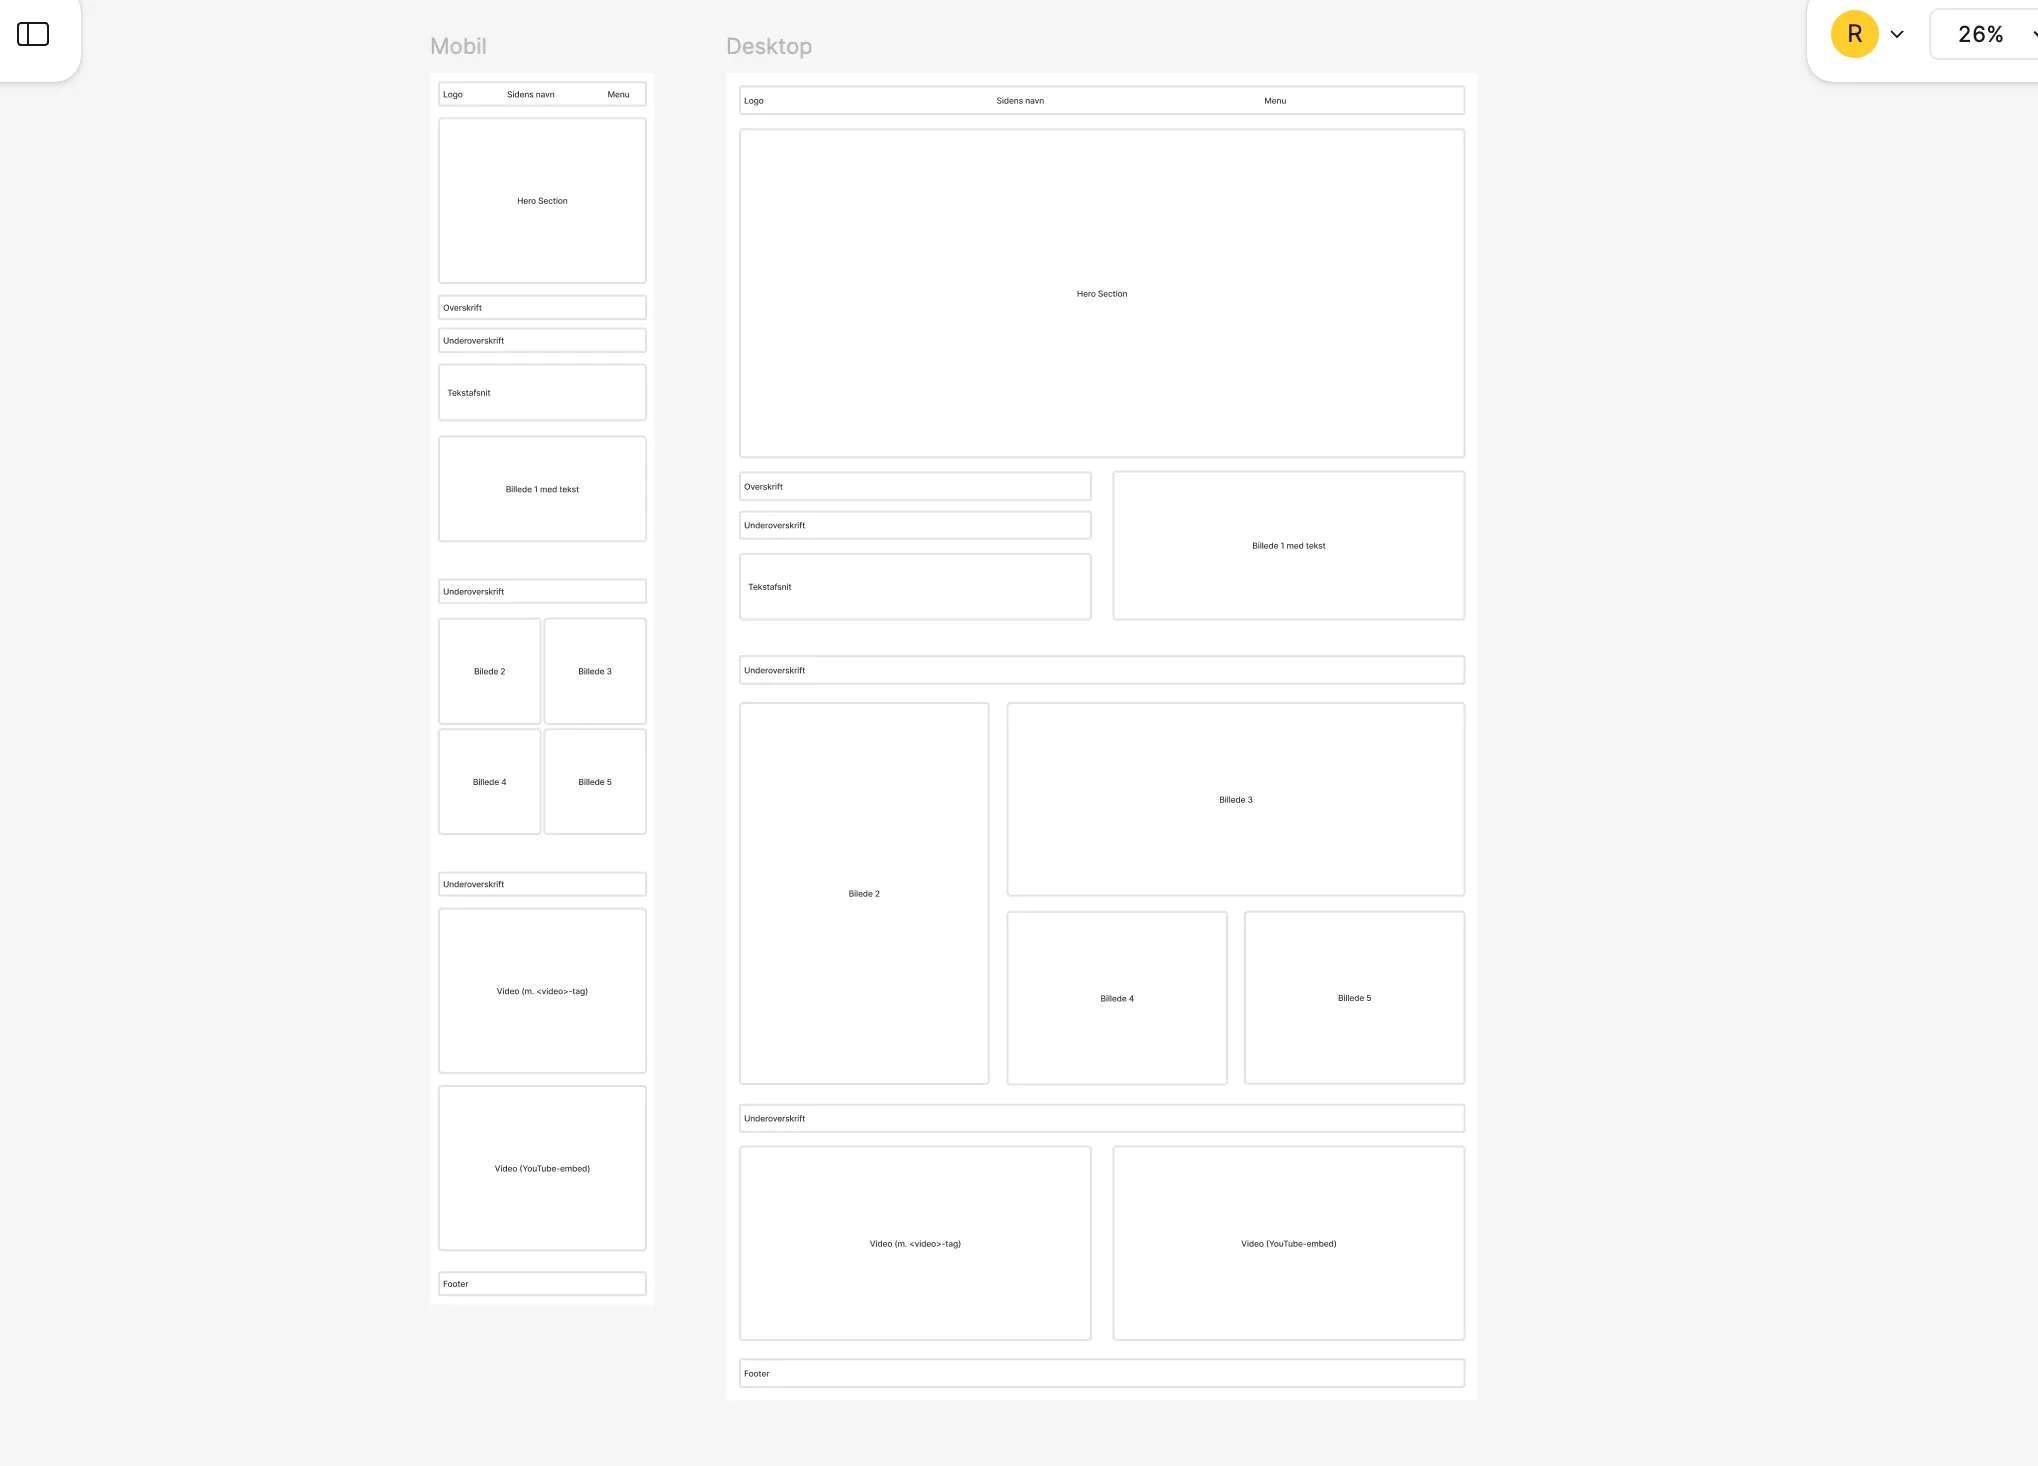 R
26%
Mobil
Logo Sidens navn Menu
Hero Section
Overskrift
Underoverskrift
Tekstafsnit
Billede 1 med tekst
Underoverskrift
Bilede 2 Billede 3
Billede 4 Billede 5
Underoverskrift
Video (m. <video>-tag)
Video (YouTube-embed)
Footer
Desktop
Logo Sidens navn Menu
Hero Section
Overskrift
Underoverskrift
Tekstafsnit
Billede 1 med tekst
Underoverskrift
Bilede 2
Billede 3
Billede 4 Billede 5
Underoverskrift
Video (m. <video>-tag) Video (YouTube-embed)
Footer